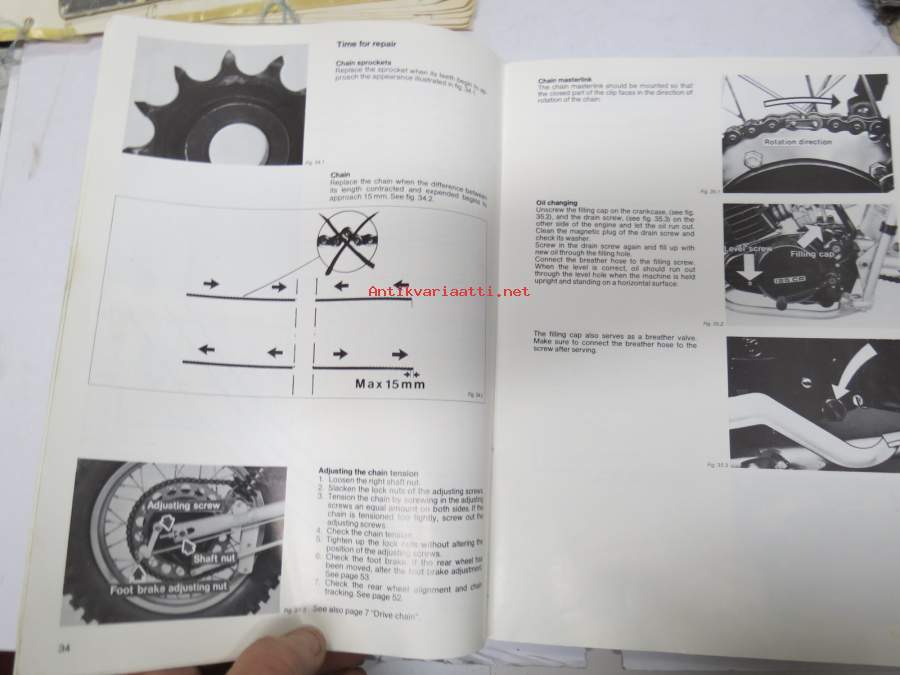 Time for repair
Chain sprockets
Replace the sprocket when its teeth begin to ap-
proach the appearance illustrated in fig. 34.1.
Fig. 34.1
Chain
Replace the chain when the difference between
its length contracted and expended begins to
approach 15 mm. See fig. 34.2.
Max 15mm
Fig. 34.2
Adjusting the chain tension
1. Loosen the right shaft nut.
2. Slacken the lock nuts of the adjusting screws.
3. Tension the chain by screwing in the adjusting
screws an equal amount on both sides. If the
chain is tensioned too tightly, screw out the
adjusting screws.
4. Check the chain tension.
5. Tighten up the lock nuts without altering the
position of the adjusting screws.
6. Check the foot brake. If the rear wheel has
been moved, alter the foot brake adjustment.
See page 53.
7. Check the rear wheel alignment and chain
tracking. See page 52.
See also page 7 "Drive chain".
Adjusting screw
Shaft nut
Foot brake adjusting nut
34
Chain masterlink
The chain masterlink should be mounted so that
the closed part of the clip faces in the direction of
rotation of the chain.
Rotation direction
Fig. 35.1
Oil changing
Unscrew the filling cap on the crankcase, (see fig.
35.2), and the drain screw, (see fig. 35.3) on the
other side of the engine and let the oil run out.
Clean the magnetic plug of the drain screw and
check its washer.
Screw in the drain screw again and fill up with
new oil through the filling hole.
Connect the breather hose to the filling screw.
When the level is correct, oil should run out
through the level hole when the machine is held
upright and standing on a horizontal surface.
Level screw
Filling cap
Fig. 35.2
The filling cap also serves as a breather valve.
Make sure to connect the breather hose to the
screw after serving.
Fig. 35.3
Antikvariaatti.net